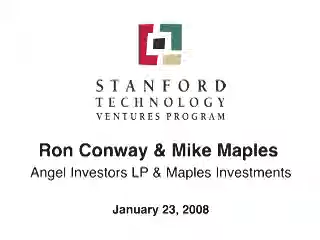 STANFORD
TECHNOLOGY
VENTURES PROGRAM
Ron Conway & Mike Maples
Angel Investors LP & Maples Investments
January 23, 2008